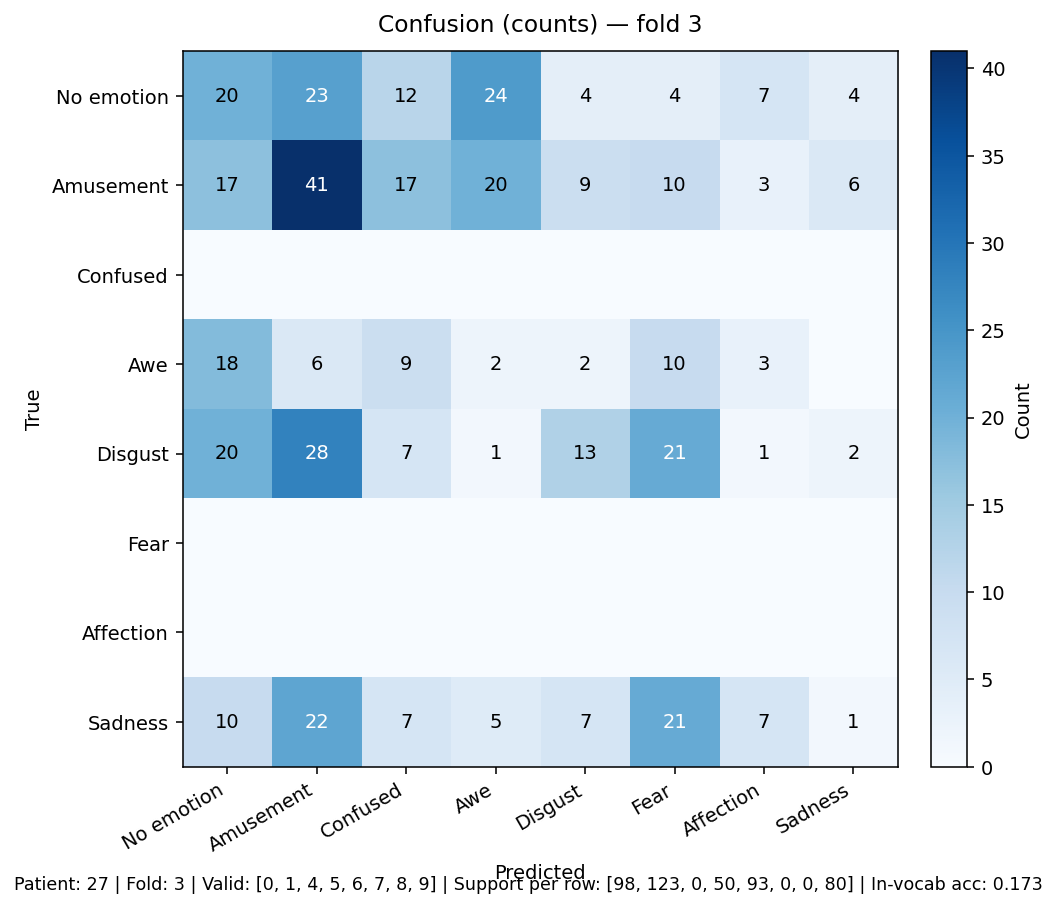 Confusion (counts) — fold 3
No emotion 20 23 12 24 4 4 7 4
Amusement 17 41 17 20 9 10 3 6
Confused
Awe 18 6 9 2 2 10 3
Disgust 20 28 7 1 13 21 1 2
Fear
Affection
Sadness 10 22 7 5 7 21 7 1
True
No emotion Amusement Confused Awe Disgust Fear Affection Sadness
Predicted
40
35
30
25
20
15
10
5
0
Count
Patient: 27 | Fold: 3 | Valid: [0, 1, 4, 5, 6, 7, 8, 9] | Support per row: [98, 123, 0, 50, 93, 0, 0, 80] | In-vocab acc: 0.173